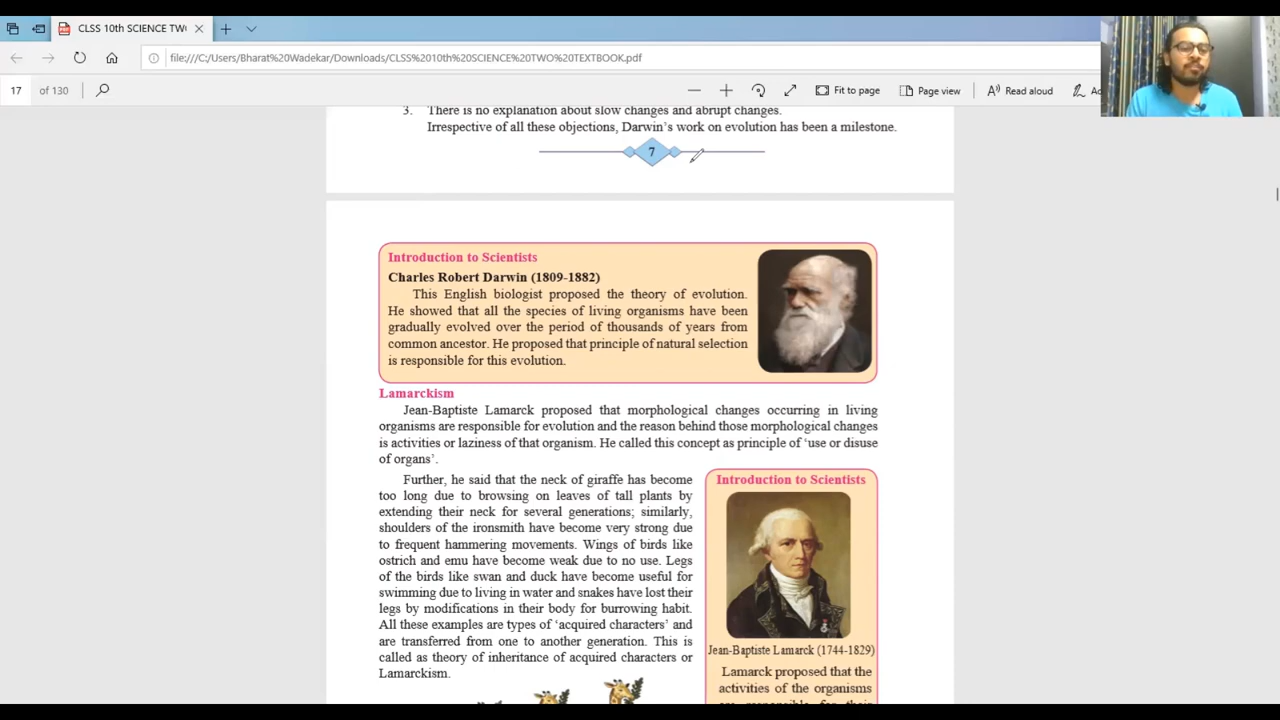 CLSS 10th SCIENCE TW
file:///C:/Users/Bharat%20Wadekar/Downloads/CLSS%2010th%20SCIENCE%20TWO%20TEXTBOOK.pdf
17 of 130
Fit to page
Page view
Read aloud
3. There is no explanation about slow changes and abrupt changes.
Irrespective of all these objections, Darwin's work on evolution has been a milestone.
7
Introduction to Scientists
Charles Robert Darwin (1809-1882)
This English biologist proposed the theory of evolution.
He showed that all the species of living organisms have been
gradually evolved over the period of thousands of years from
common ancestor. He proposed that principle of natural selection
is responsible for this evolution.
Lamarckism
Jean-Baptiste Lamarck proposed that morphological changes occurring in living
organisms are responsible for evolution and the reason behind those morphological changes
is activities or laziness of that organism. He called this concept as principle of 'use or disuse
of organs'.
Further, he said that the neck of giraffe has become
too long due to browsing on leaves of tall plants by
extending their neck for several generations; similarly,
shoulders of the ironsmith have become very strong due
to frequent hammering movements. Wings of birds like
ostrich and emu have become weak due to no use. Legs
of the birds like swan and duck have become useful for
swimming due to living in water and snakes have lost their
legs by modifications in their body for burrowing habit.
All these examples are types of 'acquired characters' and
are transferred from one to another generation. This is
called as theory of inheritance of acquired characters or
Lamarckism.
Introduction to Scientists
Jean-Baptiste Lamarck (1744-1829)
Lamarck proposed that the
activities of the organisms